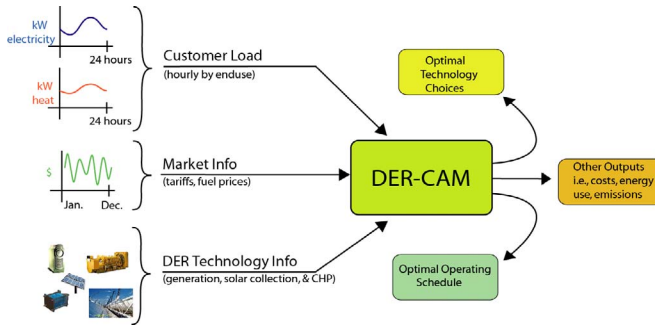 kW
electricity
24 hours
kW
heat
24 hours
Customer Load
(hourly by enduse)
$
Jan.
Dec.
Market Info
(tariffs, fuel prices)
DER Technology Info
(generation, solar collection, & CHP)
DER-CAM
Optimal
Technology
Choices
Other Outputs
i.e., costs, energy
use, emissions
Optimal Operating
Schedule